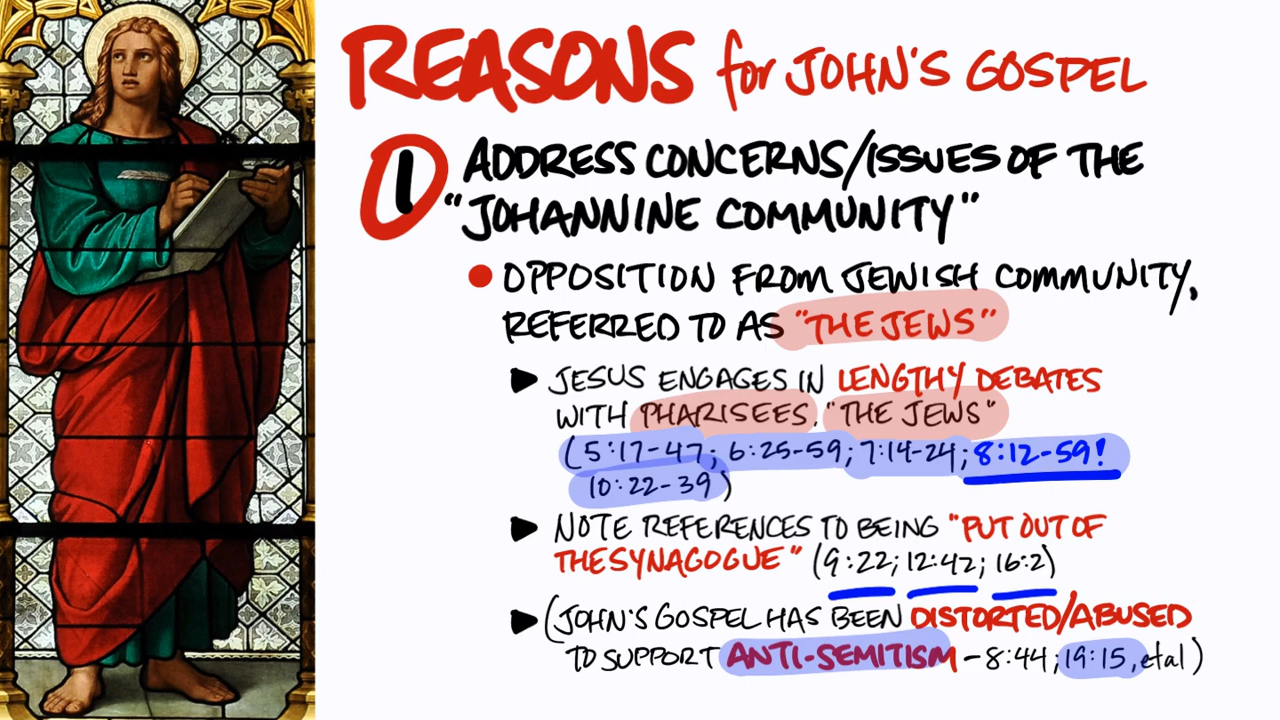 REASONS for JOHN'S GOSPEL
1 ADDRESS CONCERNS/ISSUES OF THE
"JOHANNINE COMMUNITY"
● OPPOSITION FROM JEWISH COMMUNITY,
REFERRED TO AS "THE JEWS"
▶ JESUS ENGAGES IN LENGTHY DEBATES
WITH PHARISEES, "THE JEWS"
(5:17-47; 6:25-59; 7:14-24; 8:12-59!
10:22-39)
▶ NOTE REFERENCES TO BEING "PUT OUT OF
THE SYNAGOGUE" (9:22; 12:42; 16:2)
▶ (JOHN'S GOSPEL HAS BEEN DISTORTED/ABUSED
TO SUPPORT ANTI-SEMITISM - 8:44; 19:15, et al)